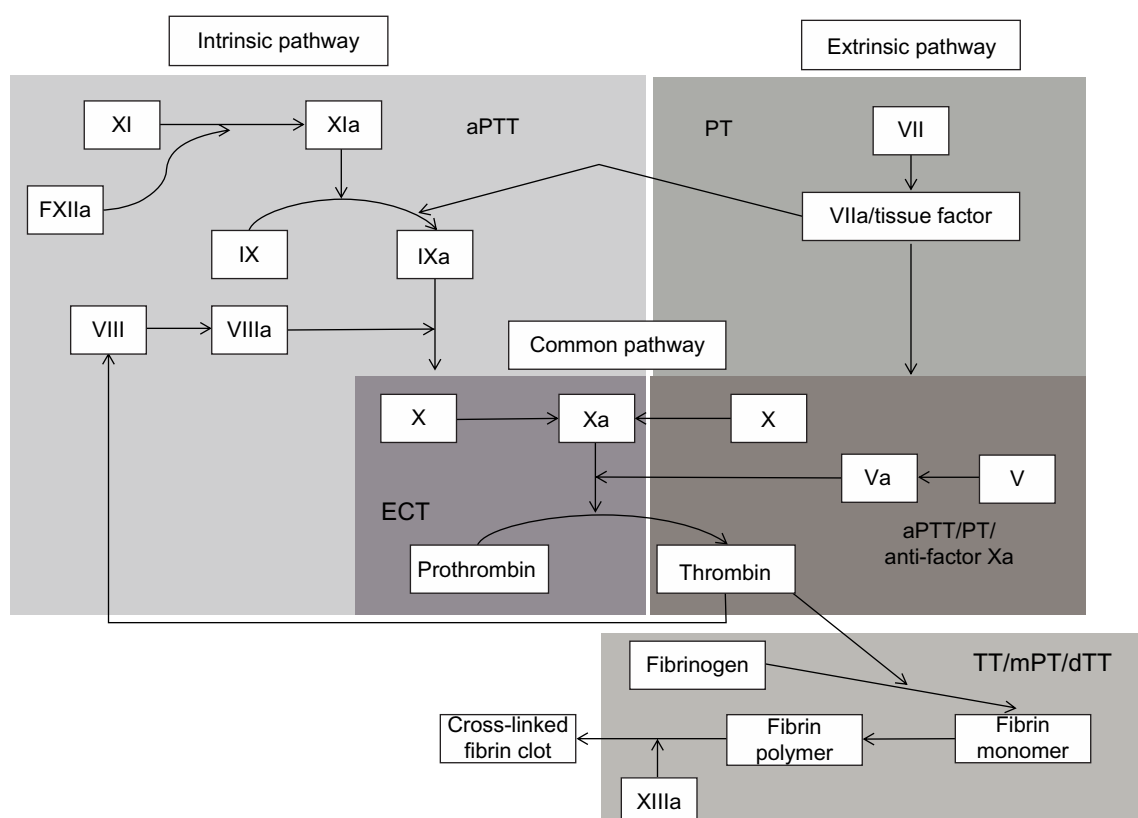 Intrinsic pathway
Extrinsic pathway
XI
XIa
aPTT
PT
VII
FXIIa
VIIa/tissue factor
IX
IXa
VIII
VIIIa
Common pathway
X
Xa
X
Va
V
ECT
aPTT/PT/
anti-factor Xa
Prothrombin
Thrombin
Fibrinogen
TT/mPT/dTT
Cross-linked
fibrin clot
Fibrin
polymer
Fibrin
monomer
XIIIa